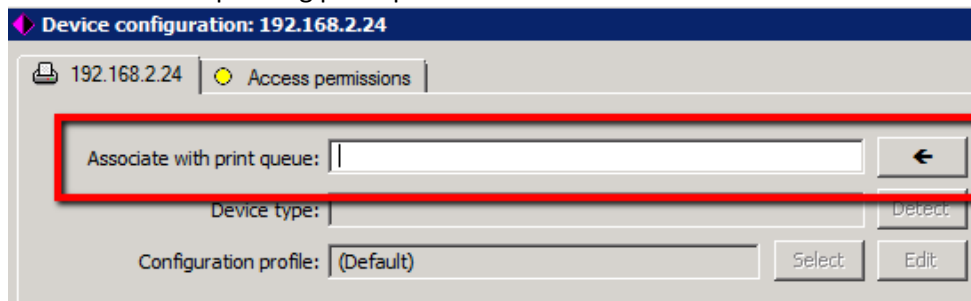 Device configuration: 192.168.2.24
192.168.2.24 Access permissions
Associate with print queue:
Device type: Detect
Configuration profile: (Default) Select Edit